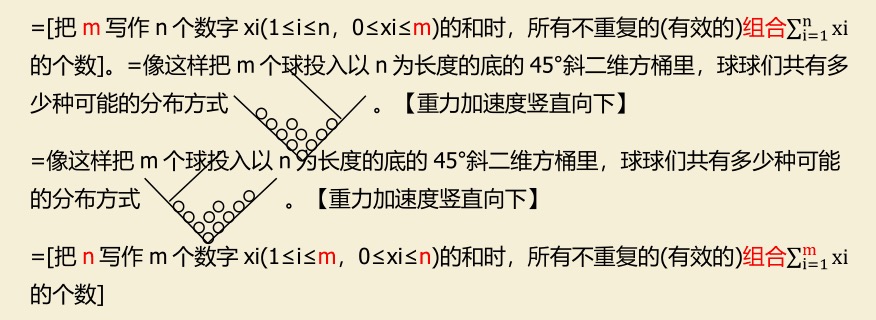 =[把 m 写作 n 个数字 xi(1≤i≤n，0≤xi≤m)的和时，所有不重复的(有效的)组合∑ⁿᵢ₌₁ xi
的个数]。=像这样把 m 个球投入以 n 为长度的底的 45°斜二维方桶里，球球们共有多
少种可能的分布方式 。【重力加速度竖直向下】
=像这样把 m 个球投入以 n 为长度的底的 45°斜二维方桶里，球球们共有多少种可能
的分布方式 。【重力加速度竖直向下】
=[把 n 写作 m 个数字 xi(1≤i≤m，0≤xi≤n)的和时，所有不重复的(有效的)组合∑ᵐᵢ₌₁ xi
的个数]